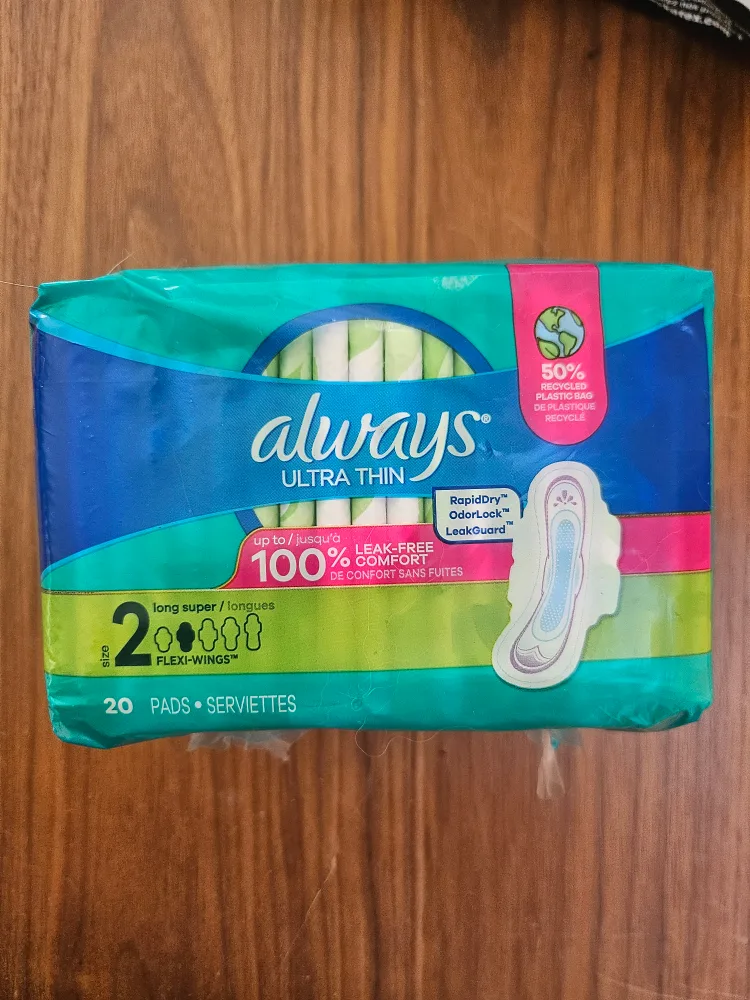 50%
RECYCLED
PLASTIC BAG
DE PLASTIQUE
RECYCLÉ
always®
ULTRA THIN
RapidDry™
OdorLock™
LeakGuard™
up to / jusqu'à
100% LEAK-FREE COMFORT
DE CONFORT SANS FUITES
size 2
long super / longues
FLEXI-WINGS™
20 PADS • SERVIETTES